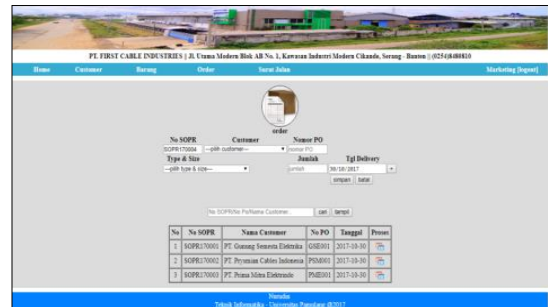 PT. FIRST CABLE INDUSTRIES || Jl. Utama Modern Blok AB No. 1, Kawasan Industri Modern Cikande, Serang - Banten || (0254)8480810
Home Customer Barang Order Surat Jalan Marketing [logout]
order
No SOPR Customer Nomor PO
SOPR170004 ---pilih customer--- nomor PO
Type & Size Jumlah Tgl Delivery
---pilih type & size--- jumlah 30/10/2017 +
simpan batal
No SOPR/No Po/Nama Customer. cari tampil
No No SOPR Nama Customer No PO Tanggal Proses
1 SOPR170001 PT. Gunung Semesta Elektrika GSE001 2017-10-30
2 SOPR170002 PT. Prysmian Cables Indonesia PSM001 2017-10-30
3 SOPR170003 PT. Prima Mitra Elektrindo PME001 2017-10-30
Teknik Informatika - Universitas Pamulang @2017